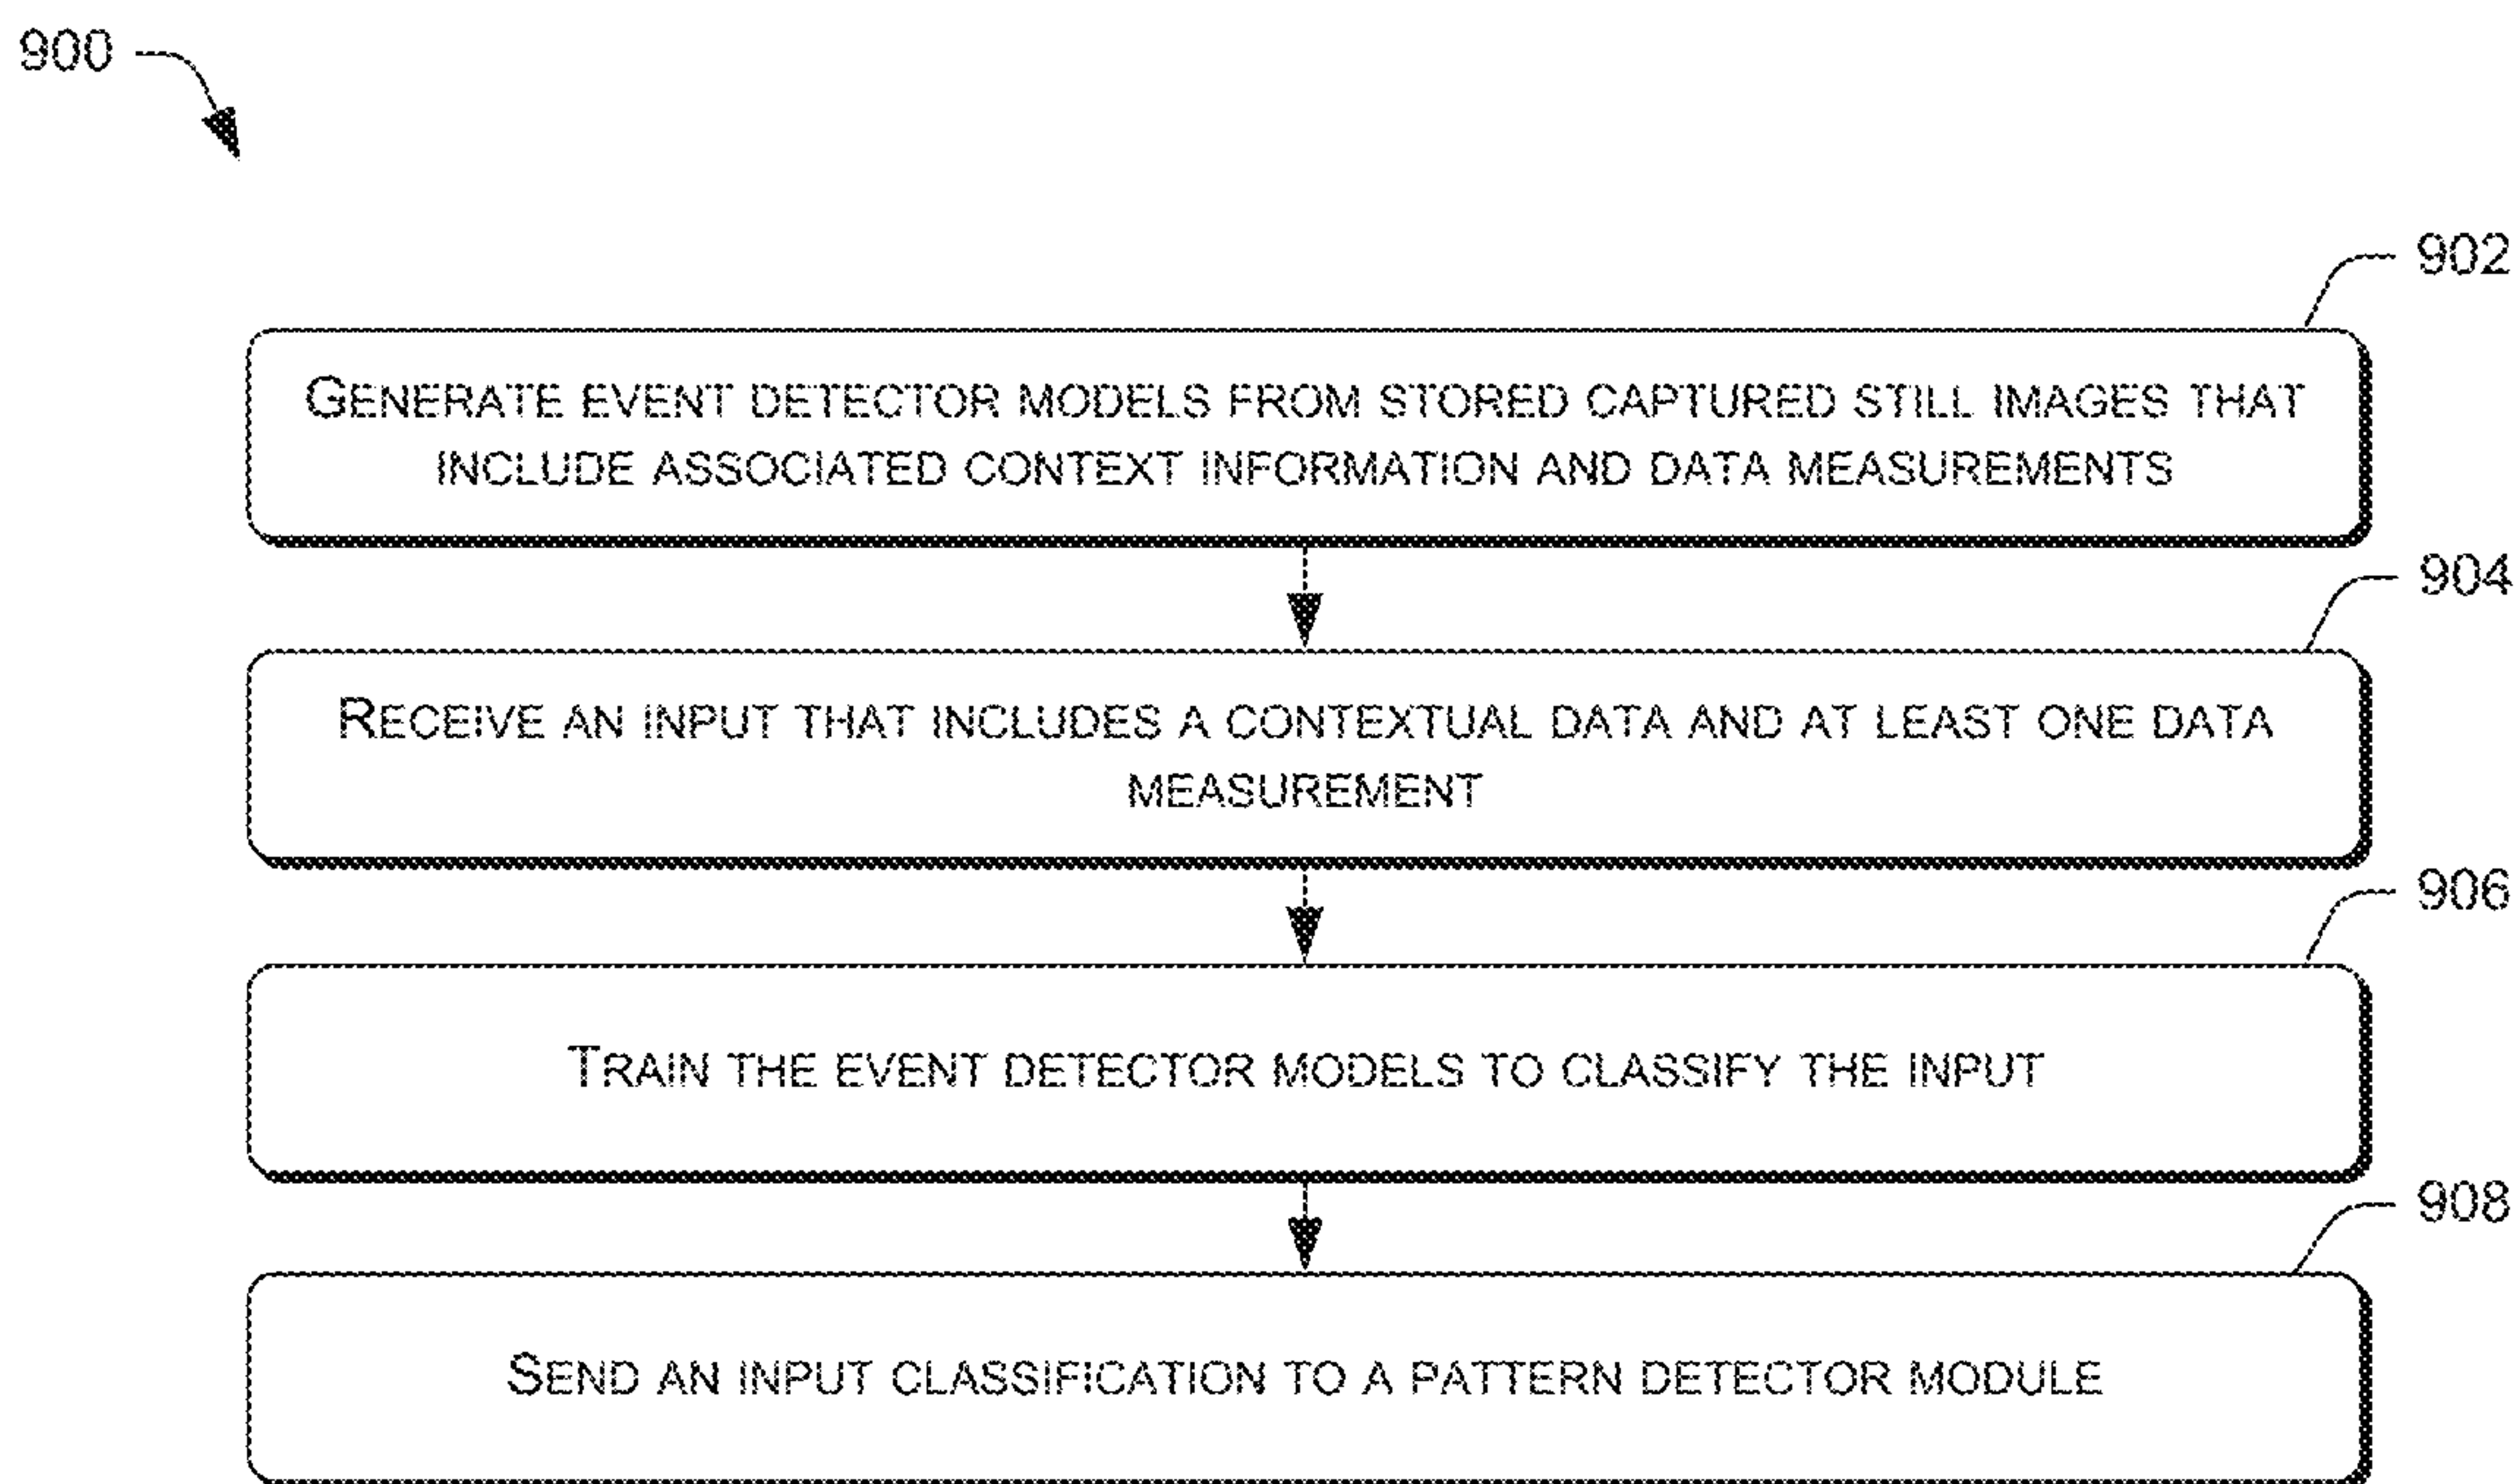 900
902
GENERATE EVENT DETECTOR MODELS FROM STORED CAPTURED STILL IMAGES THAT
INCLUDE ASSOCIATED CONTEXT INFORMATION AND DATA MEASUREMENTS
904
RECEIVE AN INPUT THAT INCLUDES A CONTEXTUAL DATA AND AT LEAST ONE DATA
MEASUREMENT
906
TRAIN THE EVENT DETECTOR MODELS TO CLASSIFY THE INPUT
908
SEND AN INPUT CLASSIFICATION TO A PATTERN DETECTOR MODULE